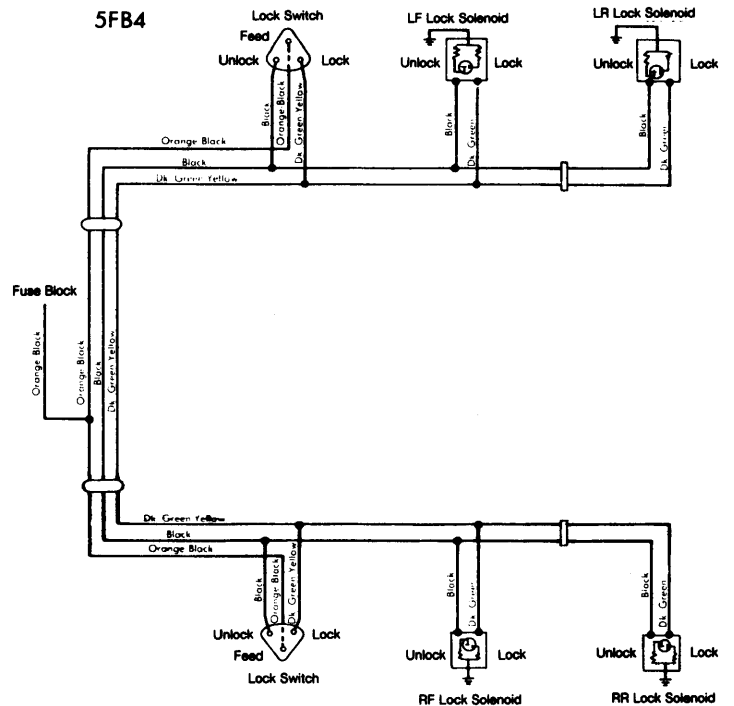 5FB4
Lock Switch
Feed
Unlock
Lock
LF Lock Solenoid
Unlock
Lock
LR Lock Solenoid
Unlock
Lock
Black
Orange Black
Dk Green Yellow
Black
Dk Green
Black
Dk Green
Orange Black
Black
Dk Green Yellow
Fuse Block
Orange Black
Orange Black
Black
Dk Green Yellow
Dk Green Yellow
Black
Orange Black
Black
Orange Black
Dk Green Yellow
Black
Dk Green
Black
Dk Green
Unlock
Lock
Feed
Lock Switch
Unlock
Lock
RF Lock Solenoid
Unlock
Lock
RR Lock Solenoid